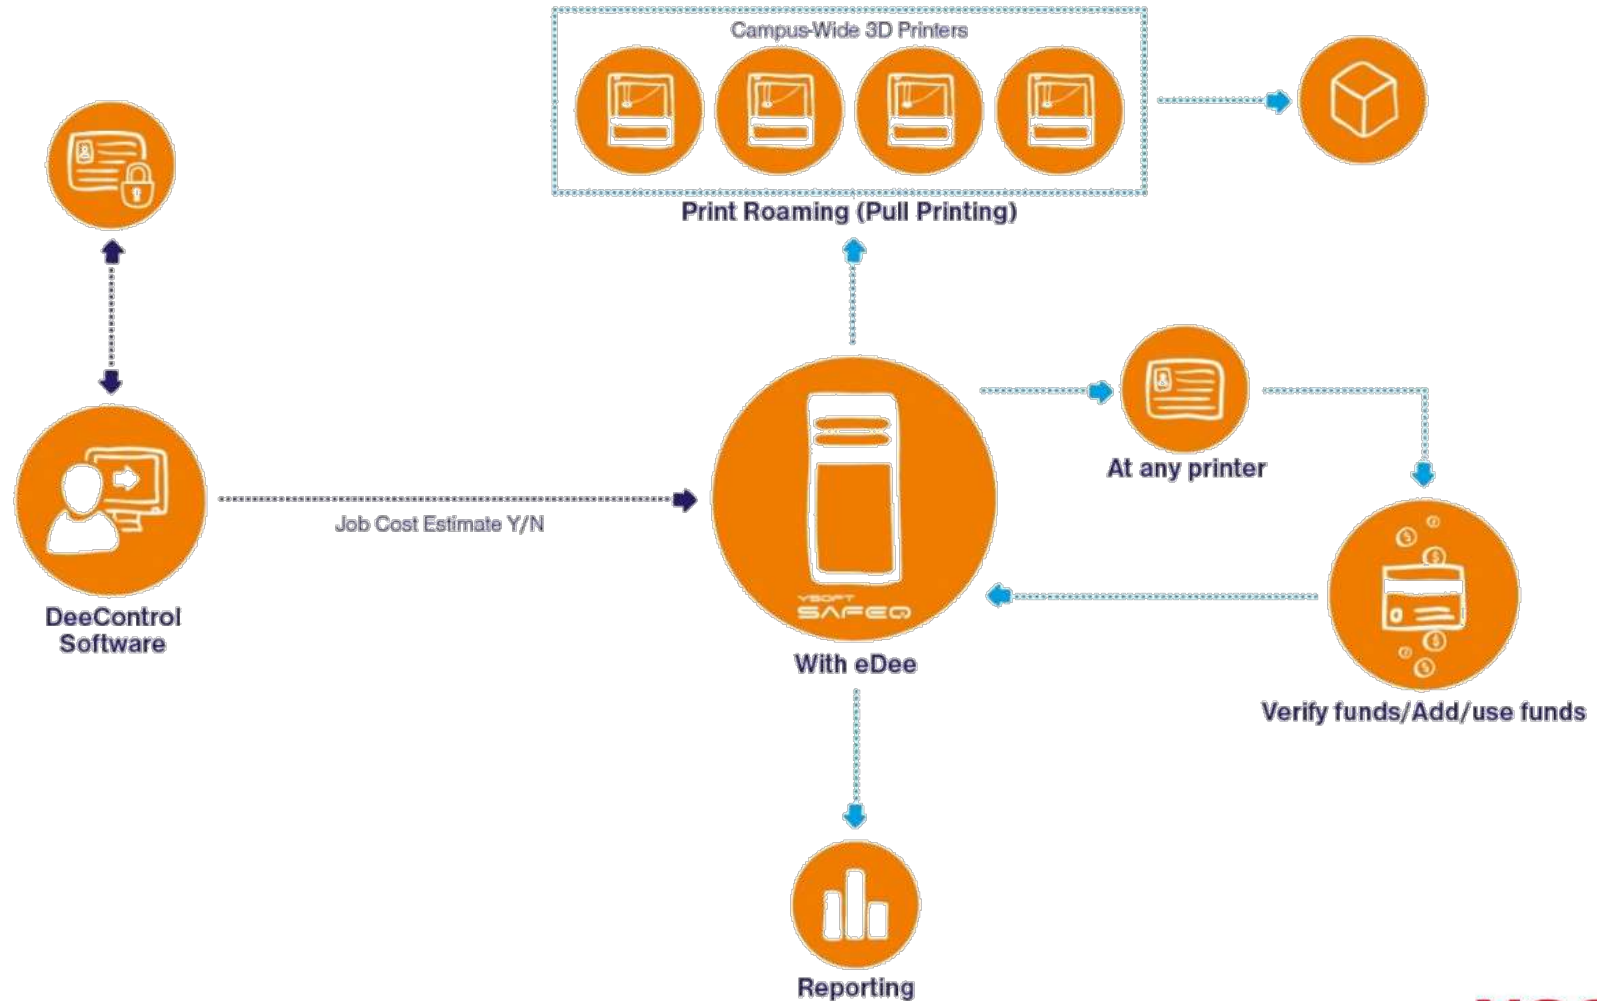 Campus-Wide 3D Printers
Print Roaming (Pull Printing)
At any printer
Job Cost Estimate Y/N
DeeControl
Software
YSOFT
SAFEQ
With eDee
Verify funds/Add/use funds
Reporting